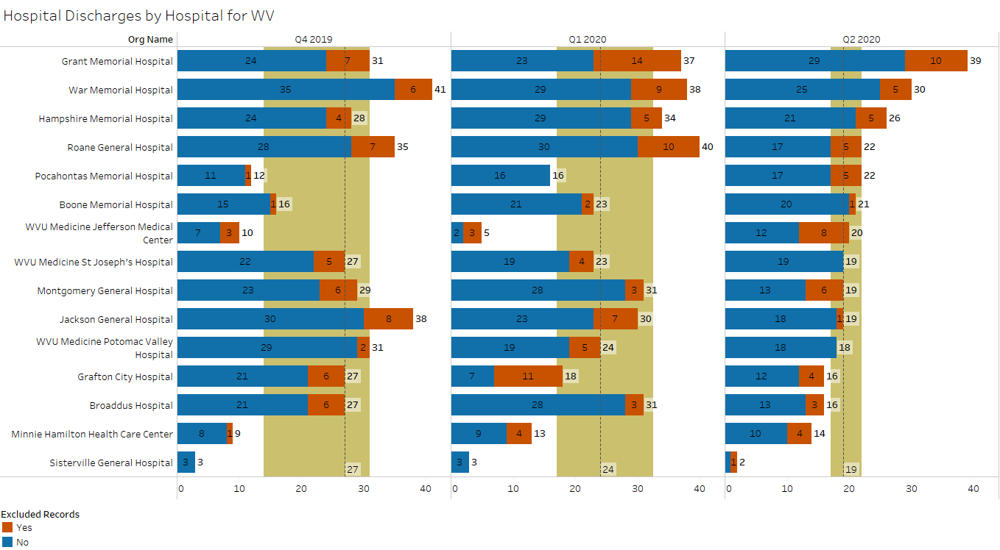 Hospital Discharges by Hospital for WV
Org Name Q4 2019 Q1 2020 Q2 2020
Grant Memorial Hospital 24 7 31 23 14 37 29 10 39
War Memorial Hospital 35 6 41 29 9 38 25 5 30
Hampshire Memorial Hospital 24 4 28 29 5 34 21 5 26
Roane General Hospital 28 7 35 30 10 40 17 5 22
Pocahontas Memorial Hospital 11 1 12 16 16 17 5 22
Boone Memorial Hospital 15 1 16 21 2 23 20 1 21
WVU Medicine Jefferson Medical
Center 7 3 10 2 3 5 12 8 20
WVU Medicine St Joseph's Hospital 22 5 27 19 4 23 19 19
Montgomery General Hospital 23 6 29 28 3 31 13 6 19
Jackson General Hospital 30 8 38 23 7 30 18 1 19
WVU Medicine Potomac Valley
Hospital 29 2 31 19 5 24 18 18
Grafton City Hospital 21 6 27 7 11 18 12 4 16
Broaddus Hospital 21 6 27 28 3 31 13 3 16
Minnie Hamilton Health Care Center 8 1 9 9 4 13 10 4 14
Sisterville General Hospital 3 3 3 3 1 2
27 24 19
0 10 20 30 40 0 10 20 30 40 0 10 20 30 40
Excluded Records
Yes
No